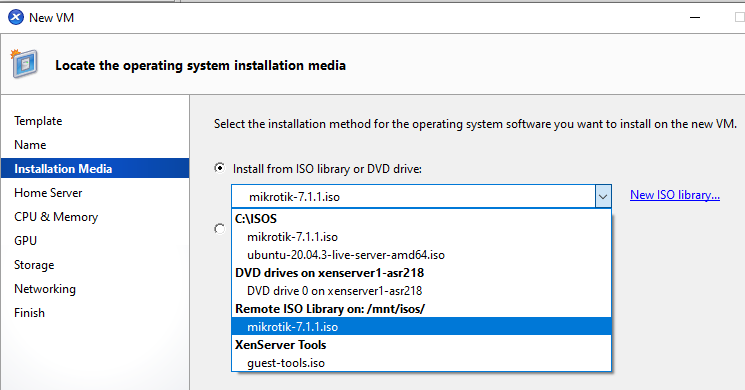 New VM
Locate the operating system installation media
Template
Name
Installation Media
Home Server
CPU & Memory
GPU
Storage
Networking
Finish
Select the installation method for the operating system software you want to install on the new VM.
Install from ISO library or DVD drive:
mikrotik-7.1.1.iso
New ISO library...
C:\ISOS
mikrotik-7.1.1.iso
ubuntu-20.04.3-live-server-amd64.iso
DVD drives on xenserver1-asr218
DVD drive 0 on xenserver1-asr218
Remote ISO Library on: /mnt/isos/
mikrotik-7.1.1.iso
XenServer Tools
guest-tools.iso